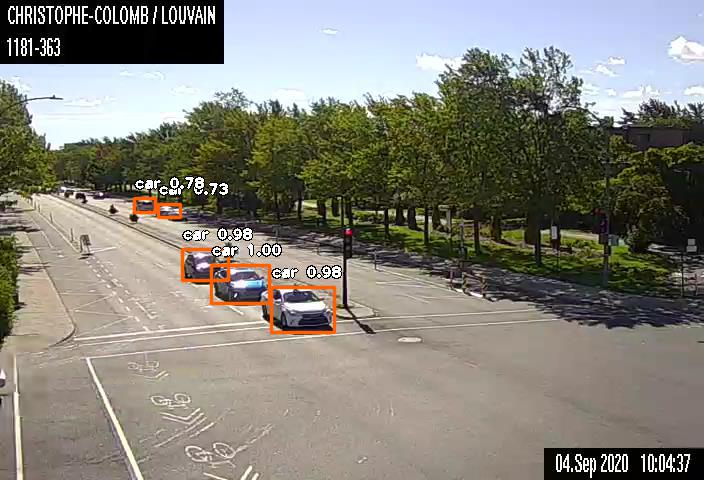 CHRISTOPHE-COLOMB / LOUVAIN
1181-363
car 0.78
car 0.73
car 0.98
car 1.00
car 0.98
04.Sep 2020 10:04:37